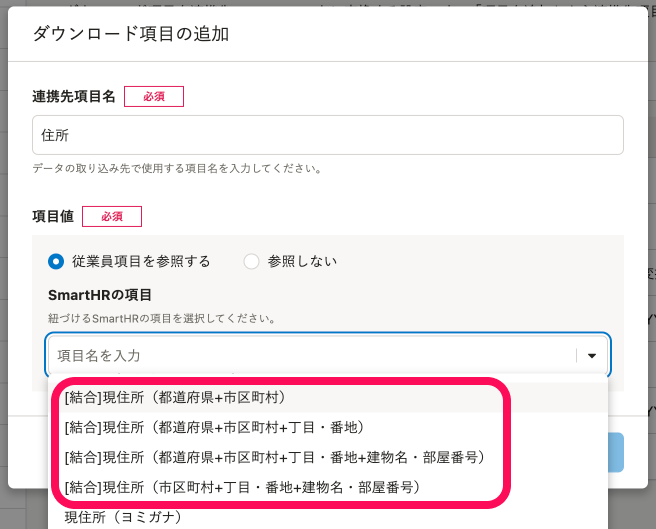 ダウンロード項目の追加
連携先項目名 必須
住所
データの取り込み先で使用する項目名を入力してください。
項目値 必須
従業員項目を参照する 参照しない
SmartHRの項目
紐づけるSmartHRの項目を選択してください。
項目名を入力
[結合]現住所（都道府県+市区町村）
[結合]現住所（都道府県+市区町村+丁目・番地）
[結合]現住所（都道府県+市区町村+丁目・番地+建物名・部屋番号）
[結合]現住所（市区町村+丁目・番地+建物名・部屋番号）
現住所（ヨミガナ）